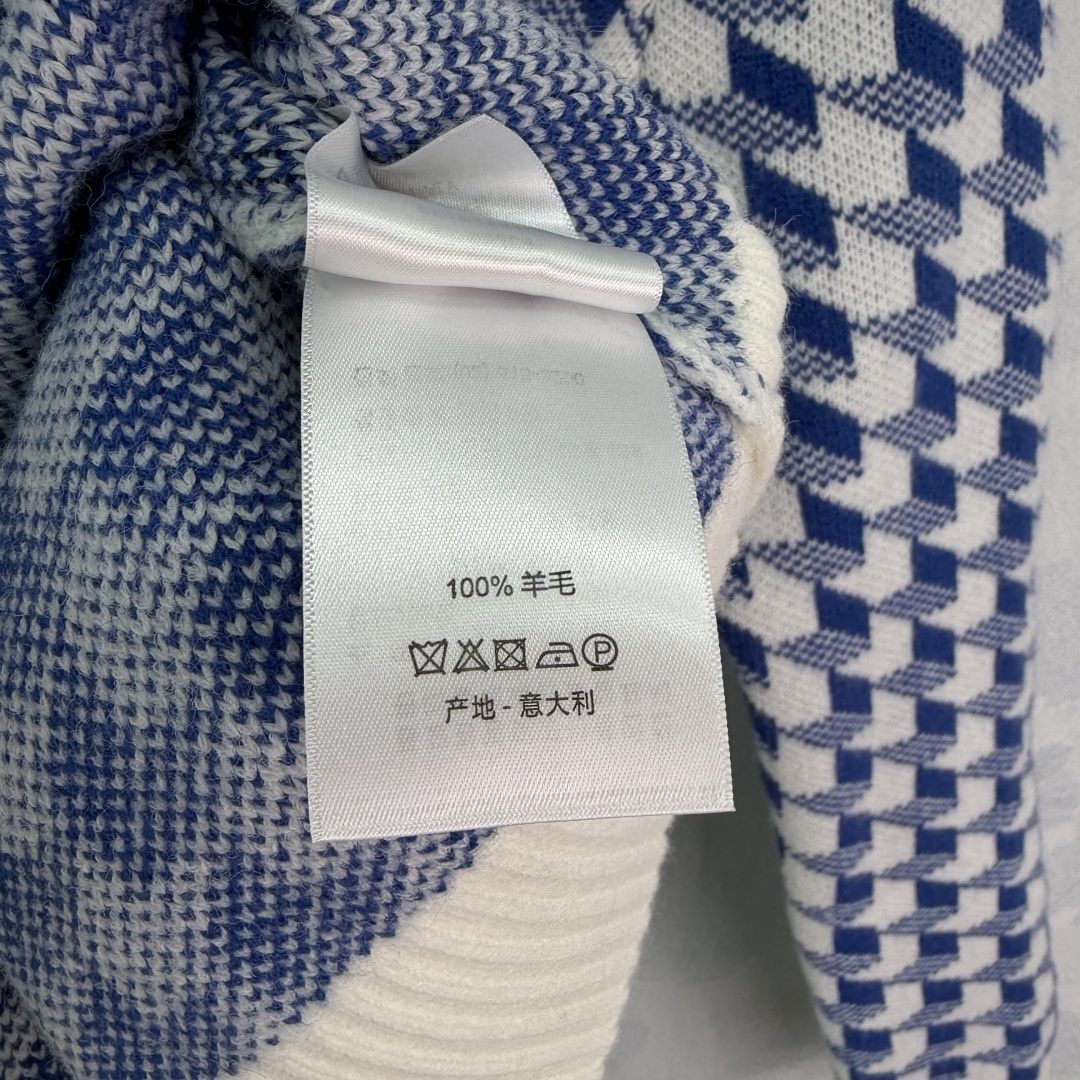 100% 羊毛
P
产地 - 意大利